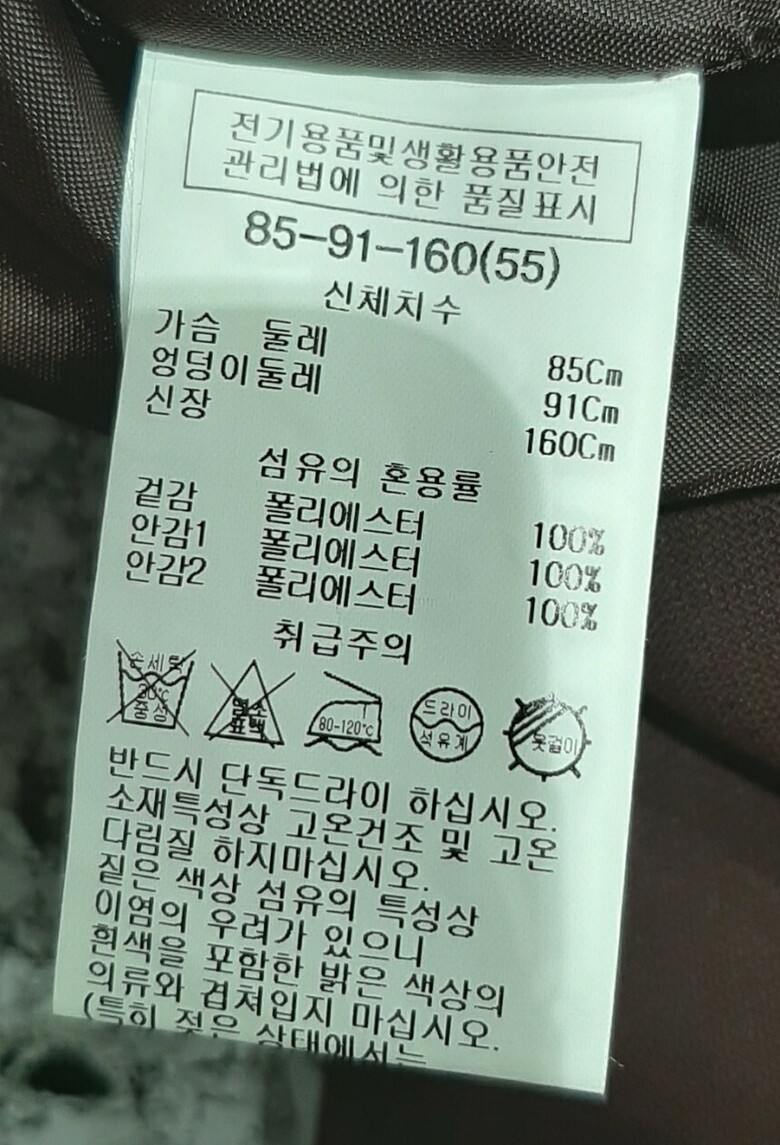 전기용품및생활용품안전
관리법에 의한 품질표시
85-91-160(55)
신체치수
가슴 둘레 85Cm
엉덩이둘레 91Cm
신장 160Cm
섬유의 혼용률
겉감 폴리에스터 100%
안감1 폴리에스터 100%
안감2 폴리에스터 100%
취급주의
손세탁
30℃
중성
염소
표백
80-120℃
드라이
석유계
옷걸이
반드시 단독드라이 하십시오.
소재특성상 고온건조 및 고온
다림질 하지마십시오.
짙은 색상 섬유의 특성상
이염의 우려가 있으니
흰색을 포함한 밝은 색상의
의류와 겹쳐입지 마십시오.
(특히 젖은 상태에서는